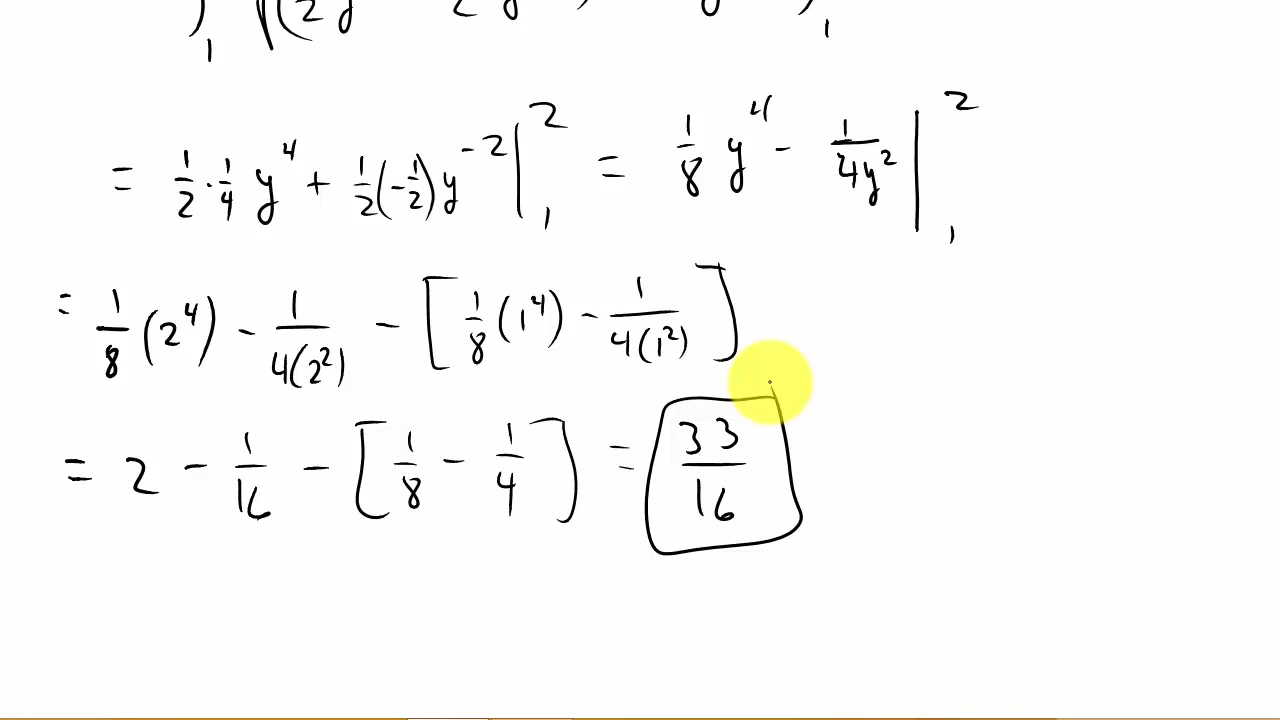 = 1/2 · 1/4 y^4 + 1/2(-1/2)y^-2 |_1^2 = 1/8 y^4 - 1/4y^2 |_1^2
= 1/8 (2^4) - 1/4(2^2) - [1/8 (1^4) - 1/4(1^2)]
= 2 - 1/16 - [1/8 - 1/4] = 33/16